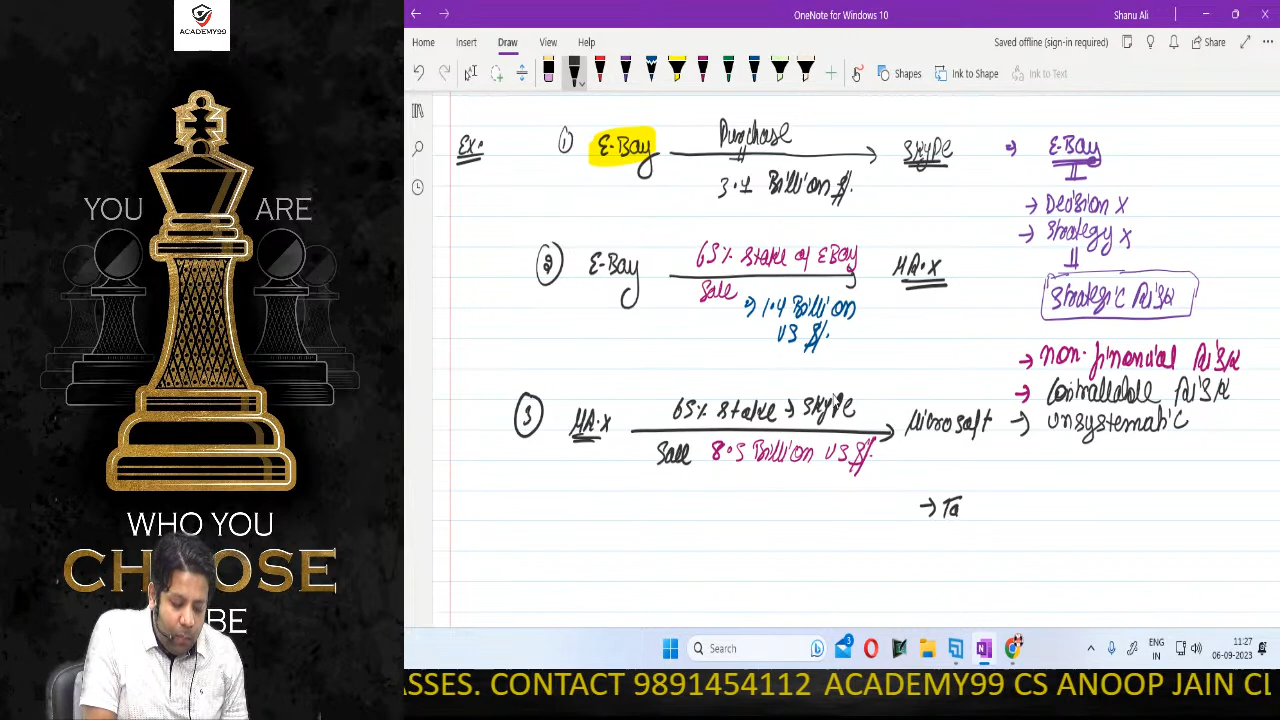 ACADEMY99
YOU ARE
WHO YOU
CHOOSE
BE
OneNote for Windows 10
Shanu Ali
Home Insert Draw View Help
Saved offline (sign-in required)
Share
Shapes
Ink to Shape
Ink to Text
Ex:
1) E-Bay Purchase Skype
3.1 Billion $.
⇒ E-Bay
→ Decision x
→ Strategy x
Strategic Risk
→ non-financial Risk
→ Controllable Risk
→ unsystematic
2 E-Bay 65% Stake of EBay
Sale
⇒ 1.4 Billion
US $.
3 65% Stake → Skype Microsoft
Sale 8.5 Billion US $.
→ Ta
Search
3
ENG
IN
11:27
06-09-2023
ASSES. CONTACT 9891454112 ACADEMY99 CS ANOOP JAIN CL